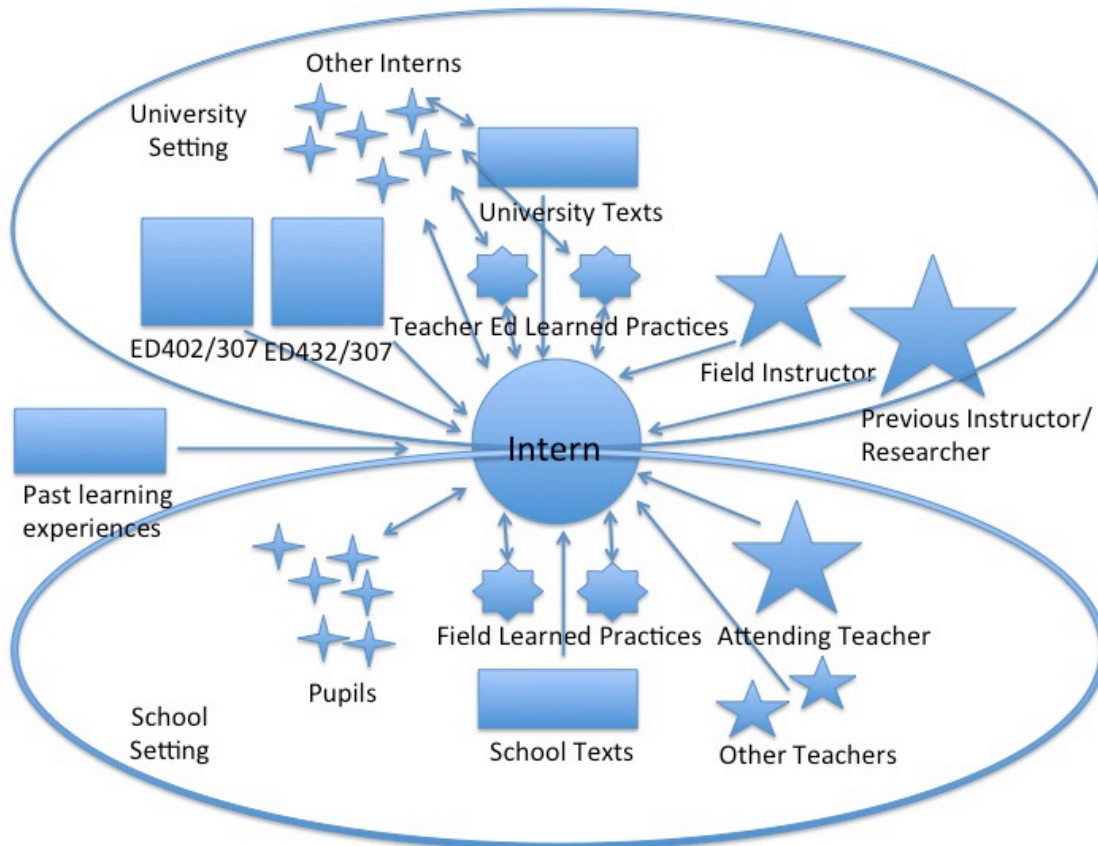 Other Interns
University
Setting
University Texts
Teacher Ed Learned Practices
ED402/307
ED432/307
Field Instructor
Previous Instructor/
Researcher
Intern
Past learning
experiences
Field Learned Practices
Attending Teacher
Pupils
School
Setting
School Texts
Other Teachers